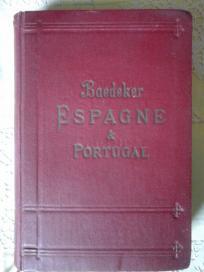 Baedeker
ESPAGNE
&
PORTUGAL